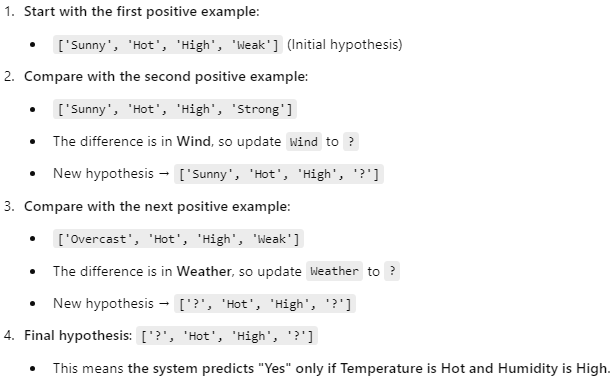 1. Start with the first positive example:
• ['Sunny', 'Hot', 'High', 'Weak'] (Initial hypothesis)
2. Compare with the second positive example:
• ['Sunny', 'Hot', 'High', 'Strong']
• The difference is in Wind, so update Wind to ?
• New hypothesis → ['Sunny', 'Hot', 'High', '?']
3. Compare with the next positive example:
• ['Overcast', 'Hot', 'High', 'Weak']
• The difference is in Weather, so update Weather to ?
• New hypothesis → ['?', 'Hot', 'High', '?']
4. Final hypothesis: ['?', 'Hot', 'High', '?']
• This means the system predicts "Yes" only if Temperature is Hot and Humidity is High.